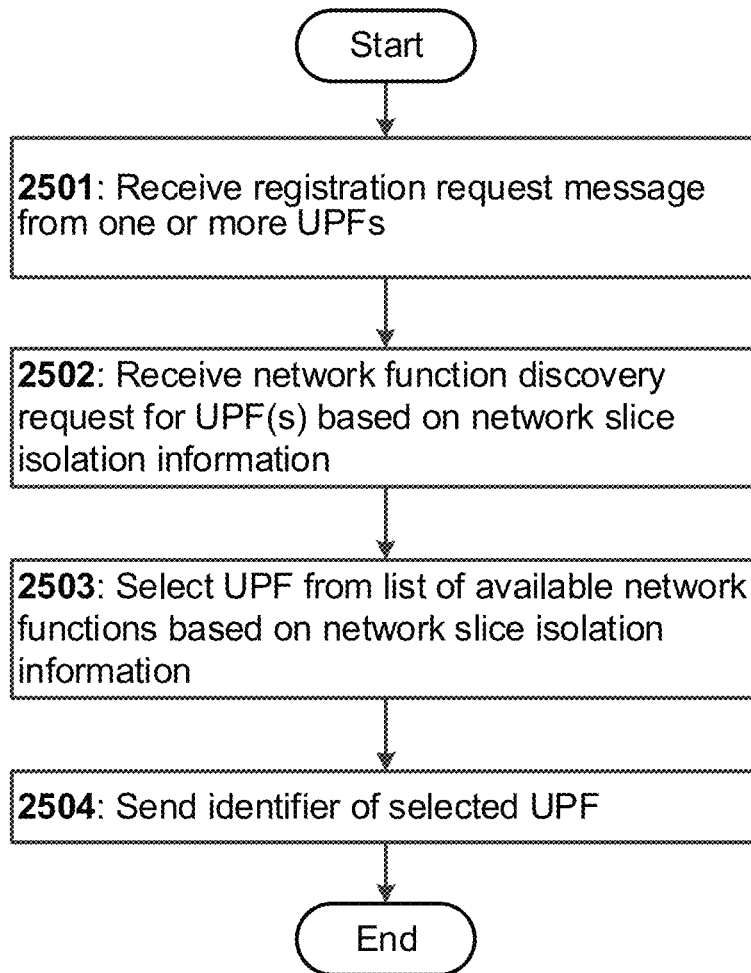 Start
2501: Receive registration request message
from one or more UPFs
2502: Receive network function discovery
request for UPF(s) based on network slice
isolation information
2503: Select UPF from list of available network
functions based on network slice isolation
information
2504: Send identifier of selected UPF
End